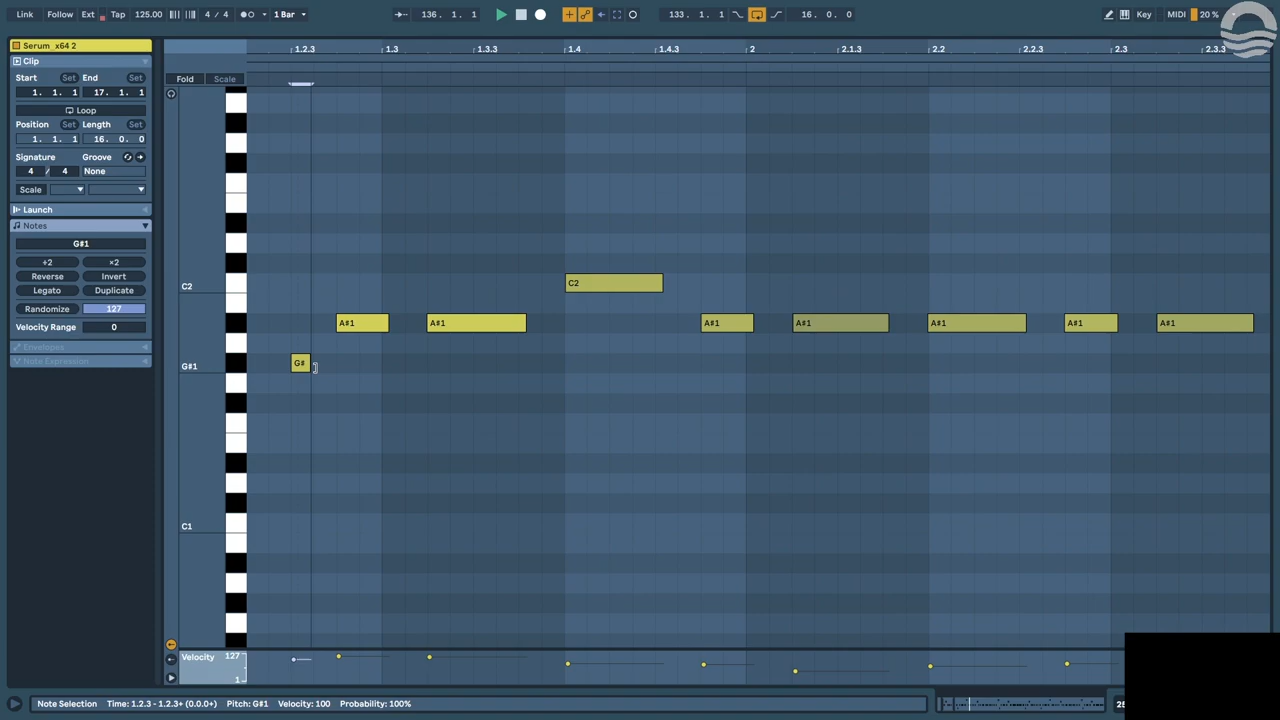 Link Follow Ext Tap 125.00 4 / 4 1 Bar 136. 1. 1 133. 1. 1 16. 0. 0 Key MIDI 20 %
Serum_x64 2
Clip
Start Set End Set
1. 1. 1 17. 1. 1
Loop
Position Set Length Set
1. 1. 1 16. 0. 0
Signature Groove
4 / 4 None
Scale
Launch
Notes
G#1
÷2 ×2
Reverse Invert
Legato Duplicate
Randomize 127
Velocity Range 0
Envelopes
Note Expression
1.2.3 1.3 1.3.3 1.4 1.4.3 2 2.1.3 2.2 2.2.3 2.3 2.3.3
Fold Scale
C2 C2
A#1 A#1 A#1 A#1 A#1 A#1 A#1
G#1 G#
C1
Velocity 127
1
Note Selection Time: 1.2.3 - 1.2.3+ (0.0.0+) Pitch: G#1 Velocity: 100 Probability: 100%